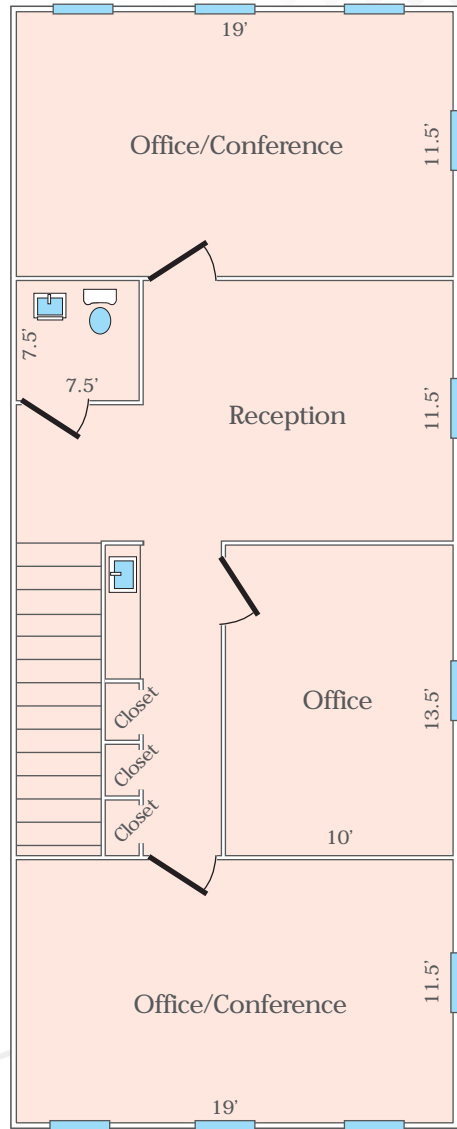 19'
Office/Conference
11.5'
7.5'
7.5'
Reception
11.5'
Closet
Closet
Closet
Office
13.5'
10'
Office/Conference
11.5'
19'